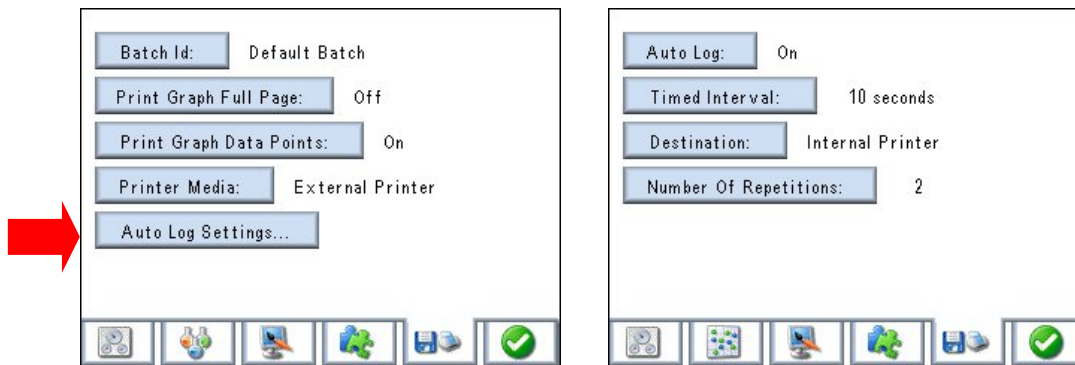 Batch Id: Default Batch
Print Graph Full Page: Off
Print Graph Data Points: On
Printer Media: External Printer
Auto Log Settings...
Auto Log: On
Timed Interval: 10 seconds
Destination: Internal Printer
Number Of Repetitions: 2